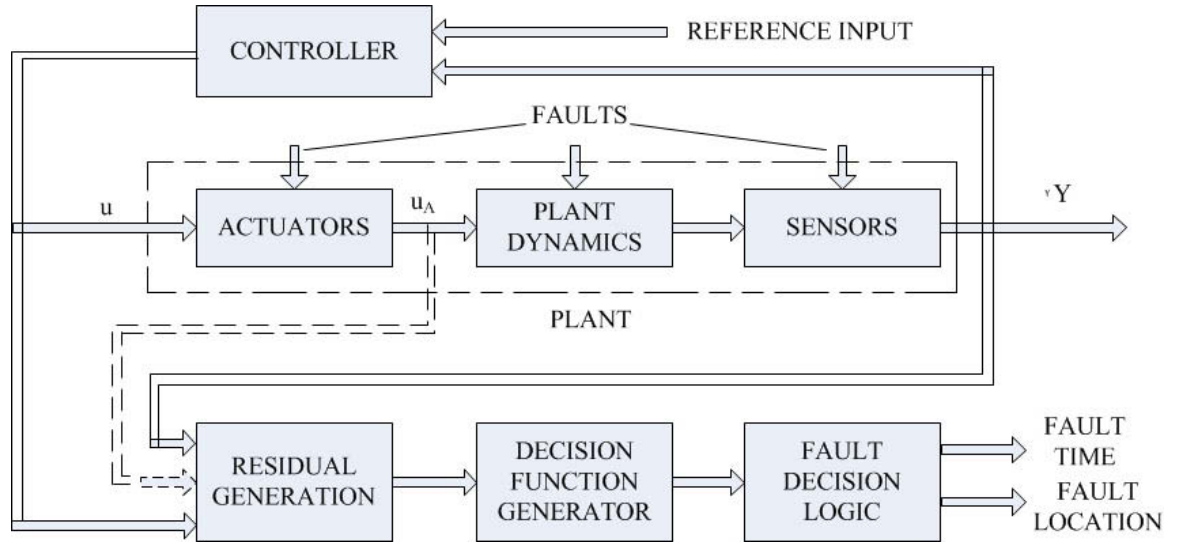 CONTROLLER
REFERENCE INPUT
FAULTS
u
ACTUATORS
u_A
PLANT
DYNAMICS
SENSORS
Y Y
PLANT
RESIDUAL
GENERATION
DECISION
FUNCTION
GENERATOR
FAULT
DECISION
LOGIC
FAULT
TIME
FAULT
LOCATION